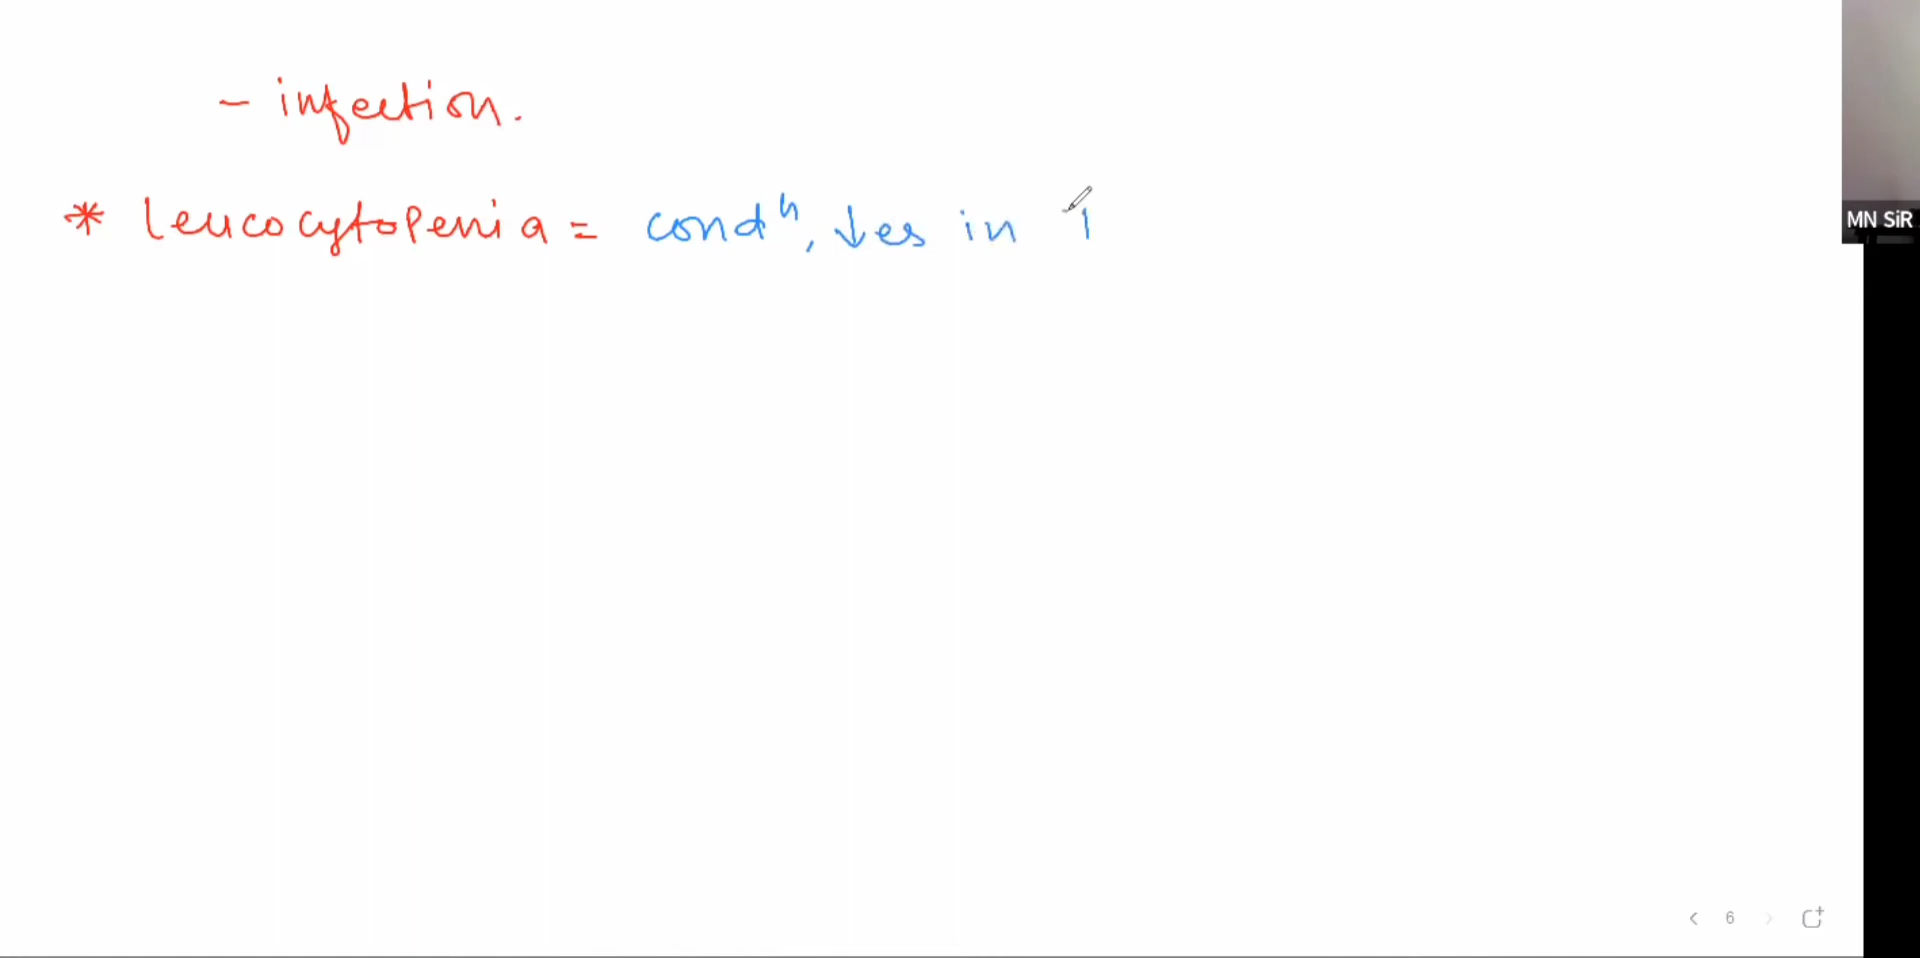 - infection.
* leucocytopenia = condⁿ, ↓es in
MN SiR
6